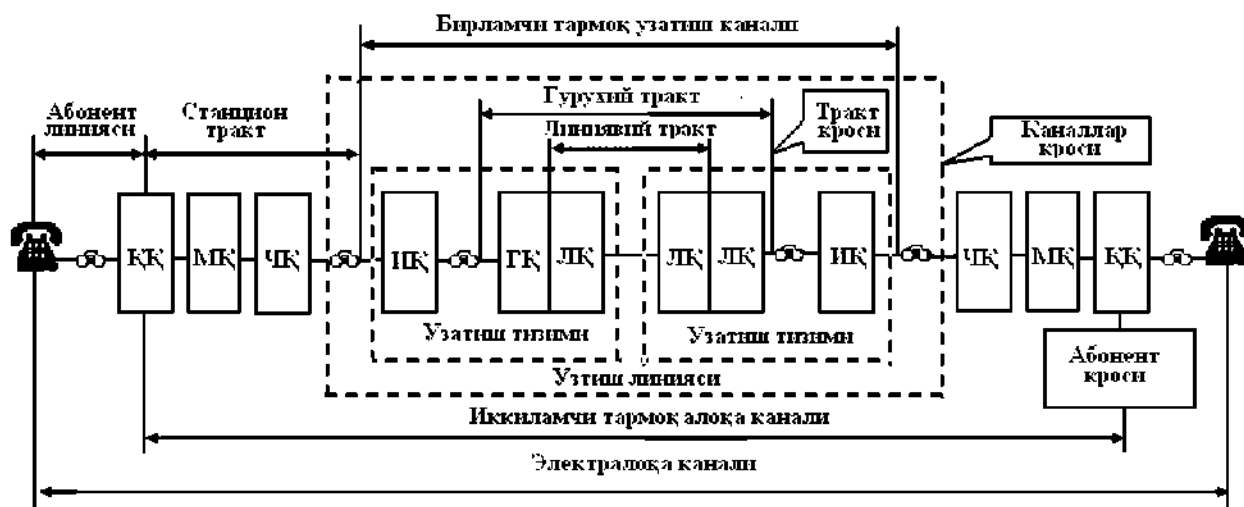 Бирламчи тармоқ узатиш канали
Абонент
линияси
Станцион
тракт
Гурухий тракт
Линиявий тракт
Тракт
кроси
Каналлар
кроси
ҚҚ
МҚ
ЧҚ
ИҚ
ГҚ
ЛҚ
ЛҚ
ЛҚ
ИҚ
ЧҚ
МҚ
ҚҚ
Узатиш тизими
Узатиш тизими
Узтиш линияси
Абонент
кроси
Иккиламчи тармоқ алоқа канали
Электралоқа канали